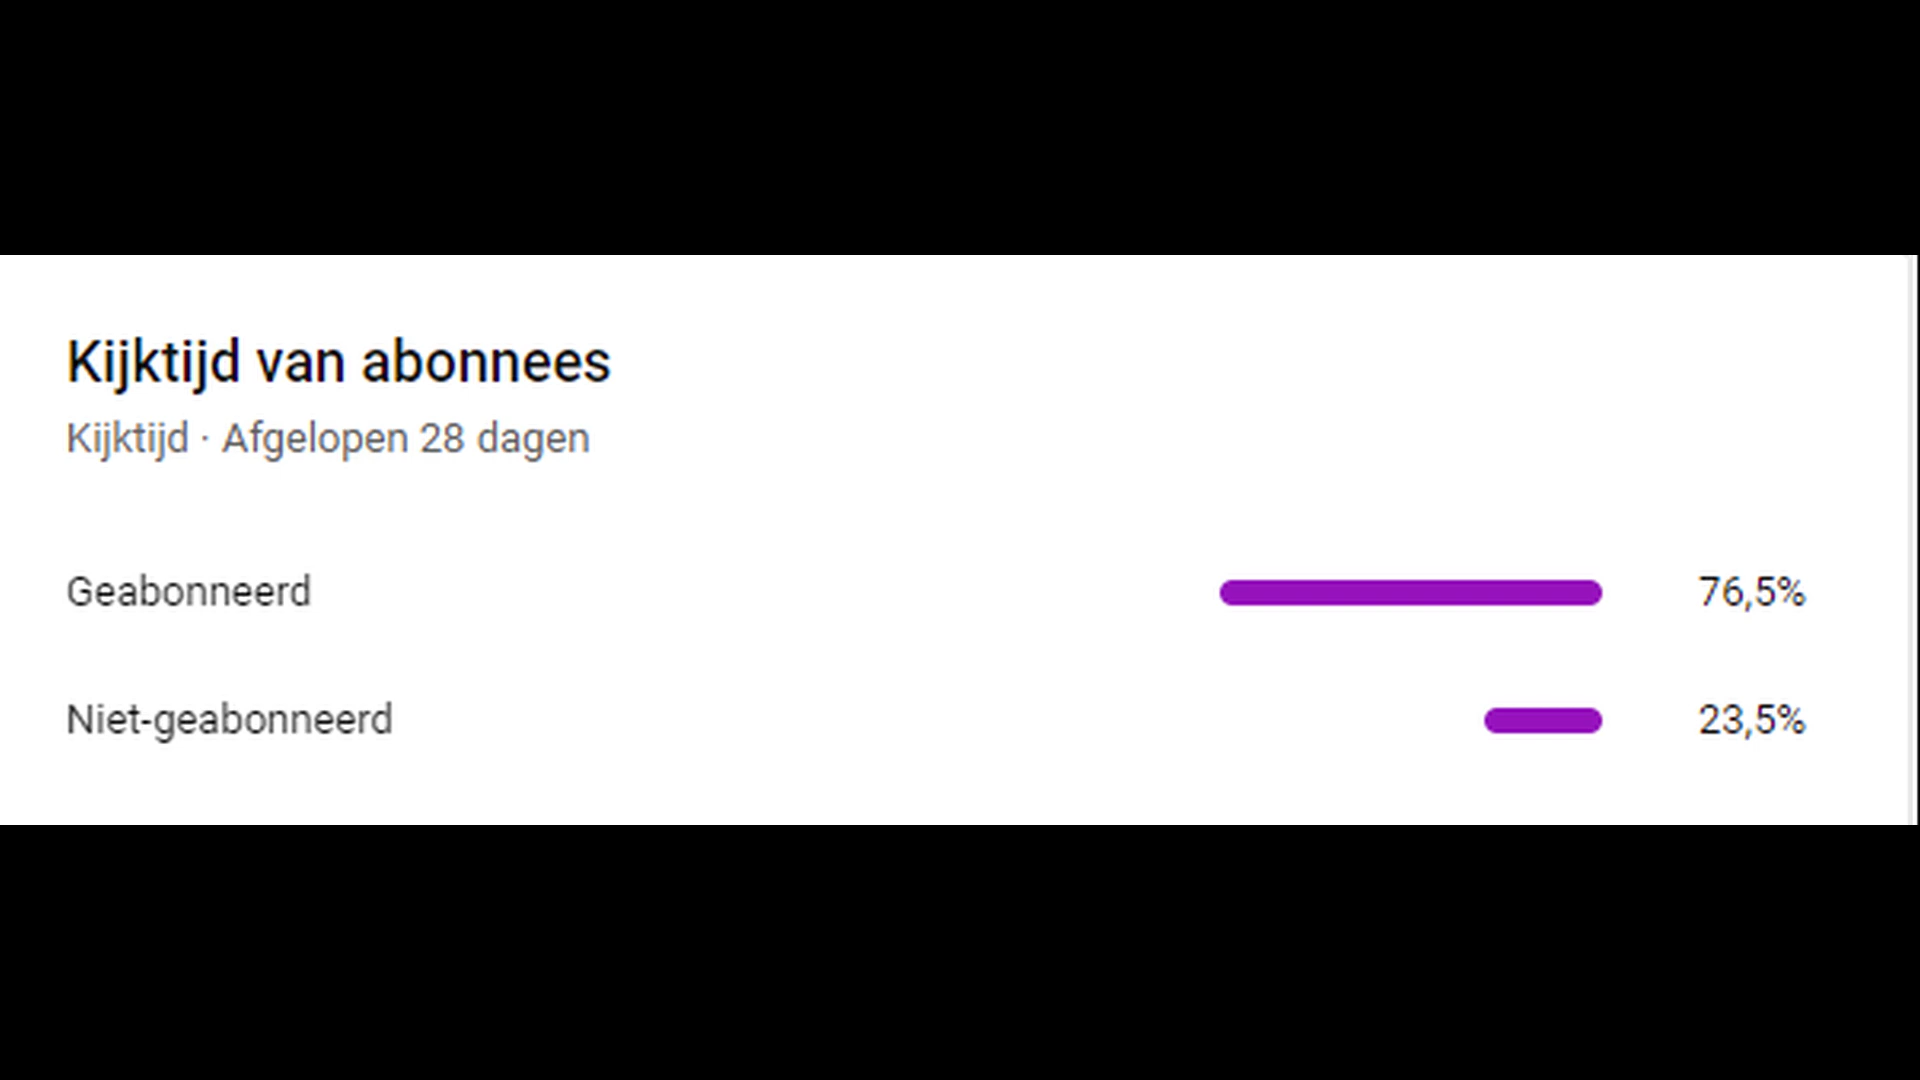 Kijktijd van abonnees
Kijktijd · Afgelopen 28 dagen
Geabonneerd 76,5%
Niet-geabonneerd 23,5%